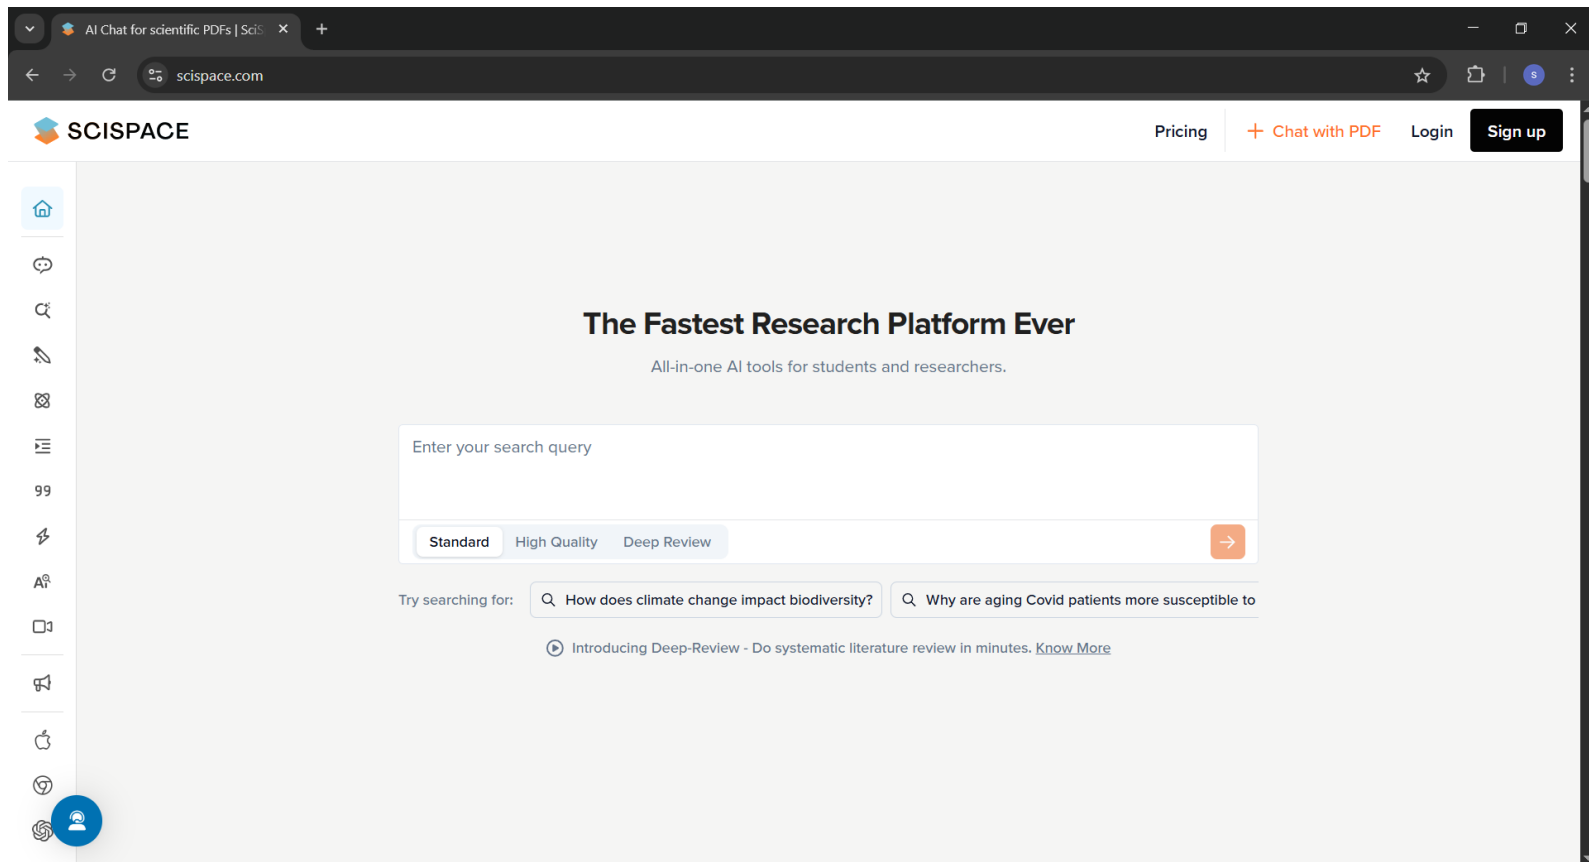 AI Chat for scientific PDFs | SciS
scispace.com
S
SCISPACE
Pricing
Chat with PDF
Login
Sign up
The Fastest Research Platform Ever
All-in-one AI tools for students and researchers.
Enter your search query
Standard High Quality Deep Review
Try searching for: How does climate change impact biodiversity? Why are aging Covid patients more susceptible to
Introducing Deep-Review - Do systematic literature review in minutes. Know More
99
Ai